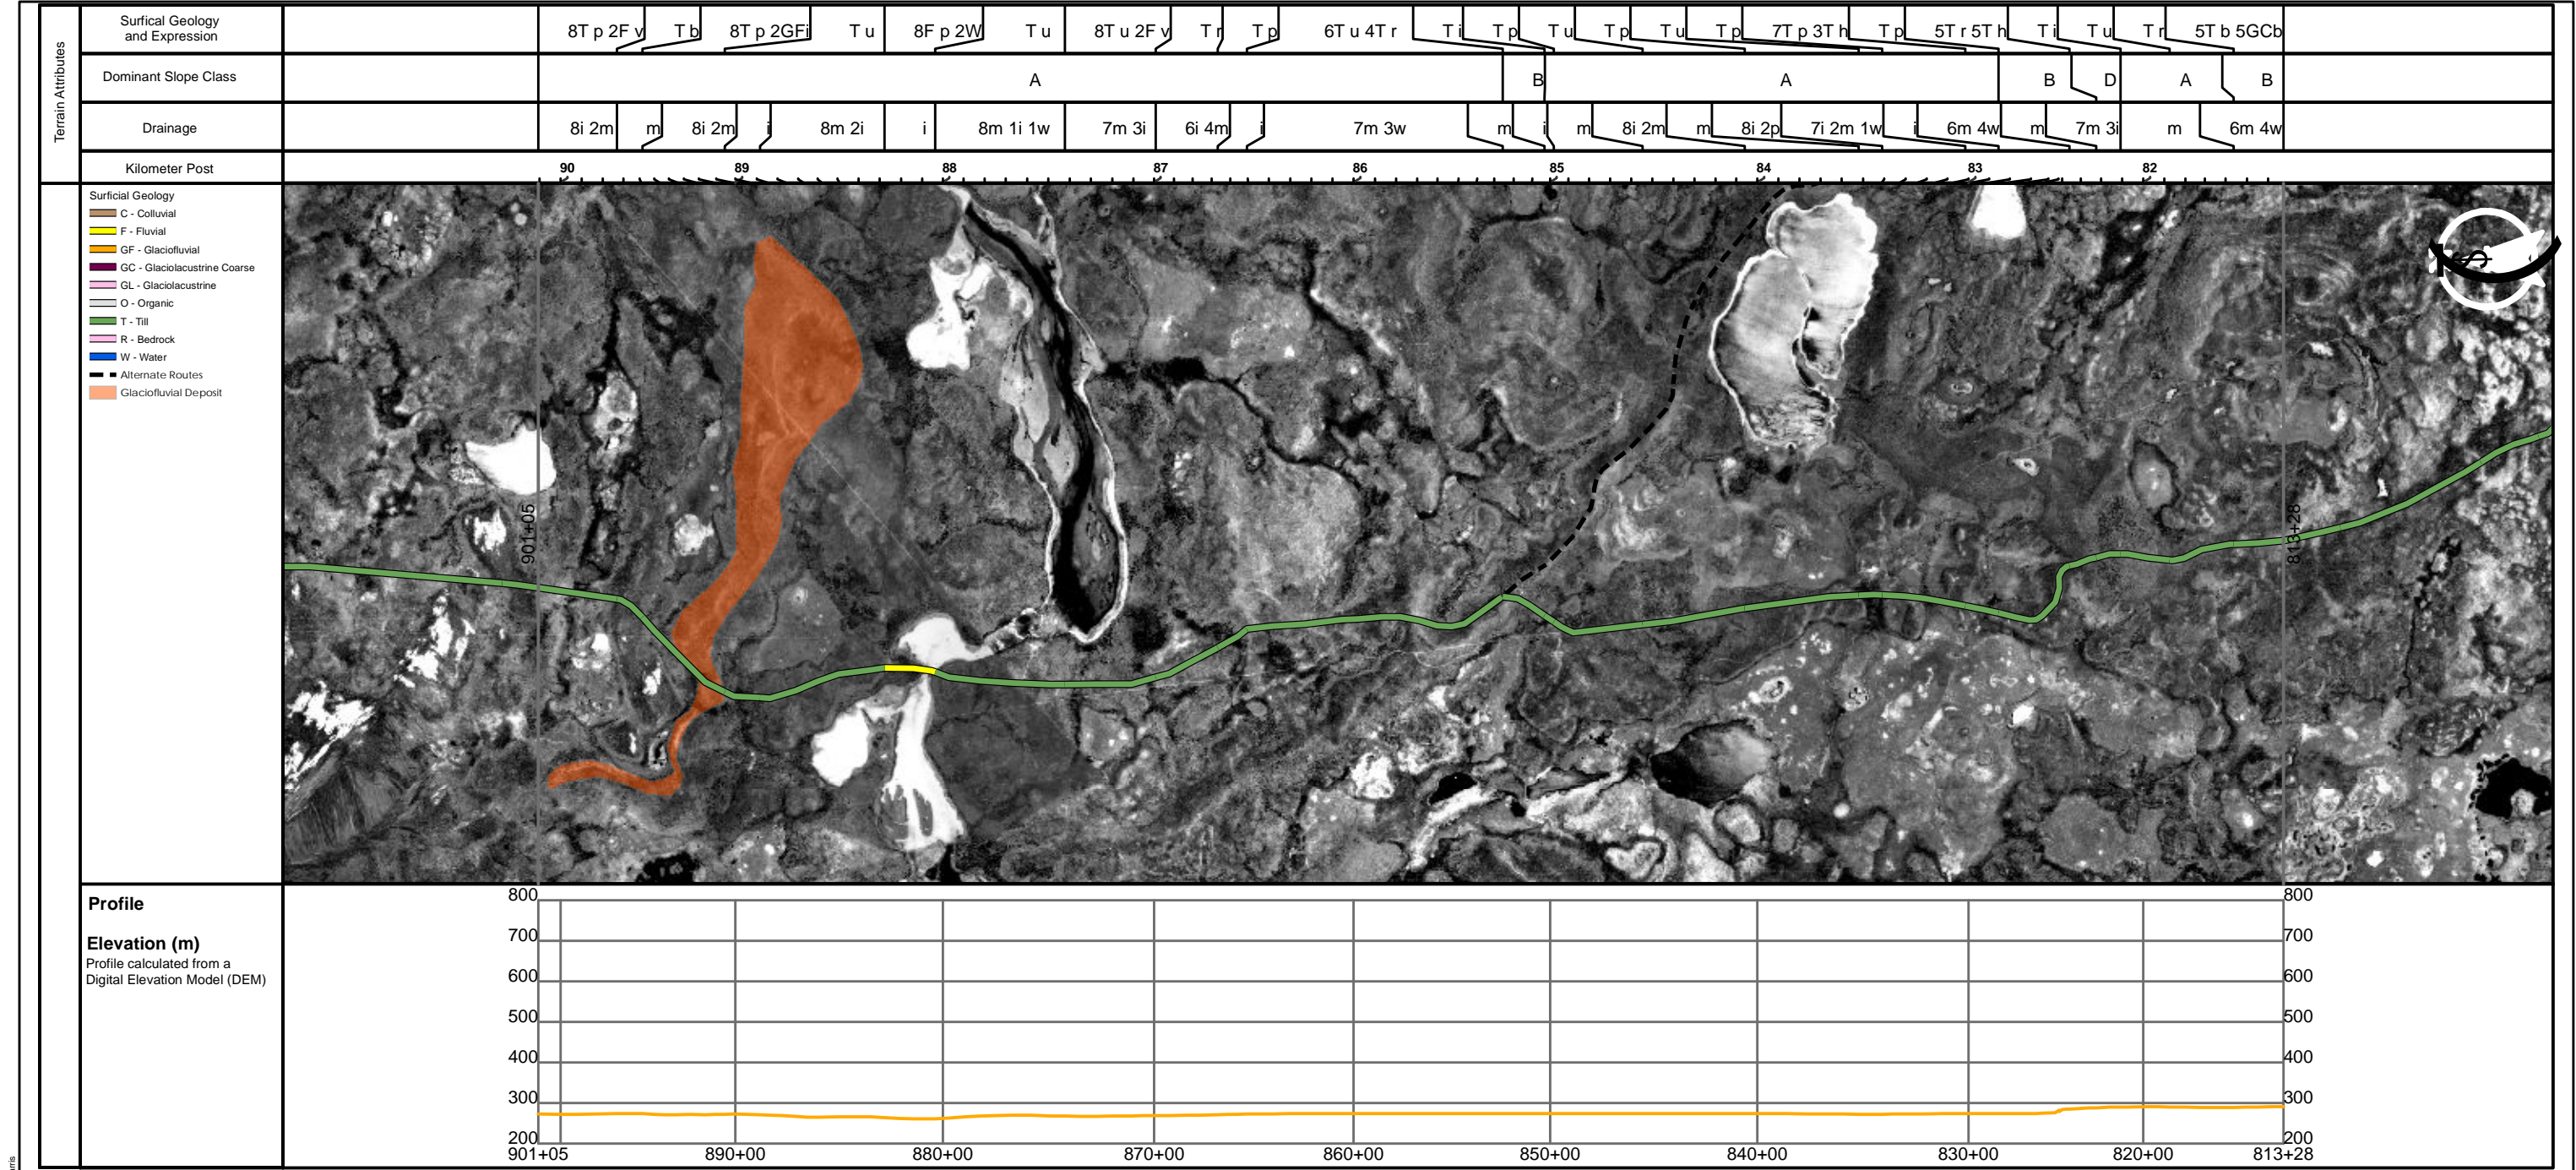 Terrain Attributes
Surfical Geology
and Expression
8T p 2F v T b 8T p 2GFi T u 8F p 2W T u 8T u 2F v T r T p 6T u 4T r T i T p T u T p T u T p 7T p 3T h T p 5T r 5T h T i T u T r 5T b 5GCb
Dominant Slope Class
A B A B D A B
Drainage
8i 2m m 8i 2m i 8m 2i i 8m 1i 1w 7m 3i 6i 4m i 7m 3w m i m 8i 2m m 8i 2p 7i 2m 1w i 6m 4w m 7m 3i m 6m 4w
Kilometer Post
90 89 88 87 86 85 84 83 82
Surficial Geology
C - Colluvial
F - Fluvial
GF - Glaciofluvial
GC - Glaciolacustrine Coarse
GL - Glaciolacustrine
O - Organic
T - Till
R - Bedrock
W - Water
Alternate Routes
Glaciofluvial Deposit
901+05
813+28
Profile
Elevation (m)
Profile calculated from a
Digital Elevation Model (DEM)
800 800
700 700
600 600
500 500
400 400
300 300
200 200
901+05 890+00 880+00 870+00 860+00 850+00 840+00 830+00 820+00 813+28